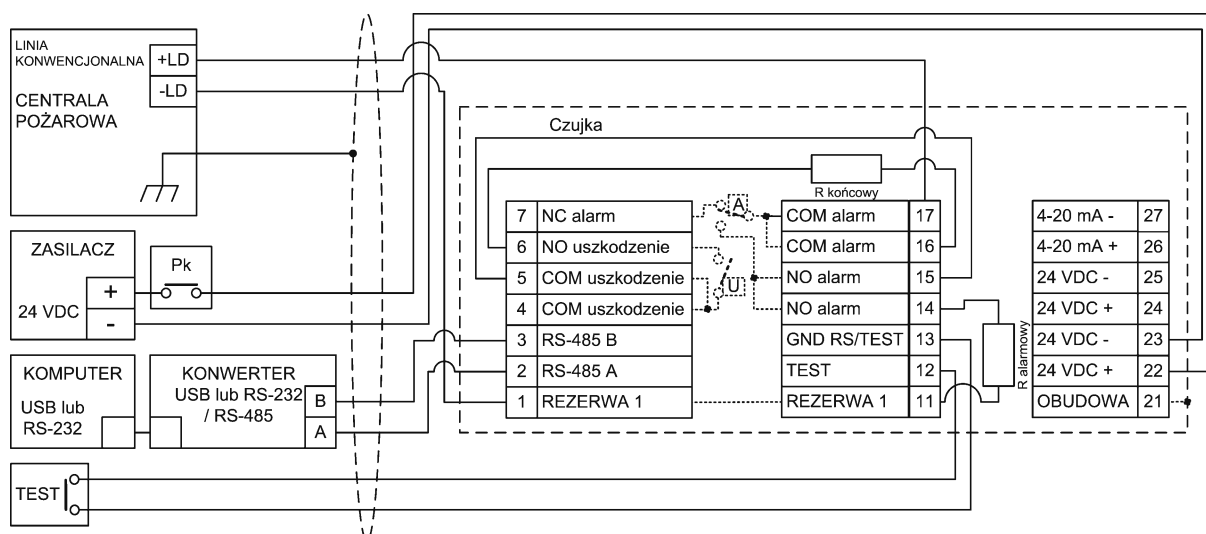 LINIA
KONWENCJONALNA
+LD
-LD
CENTRALA
POŻAROWA
ZASILACZ
24 VDC
+
-
Pk
KOMPUTER
USB lub
RS-232
KONWERTER
USB lub RS-232
/ RS-485
B
A
TEST
Czujka
R końcowy
7 NC alarm
6 NO uszkodzenie
5 COM uszkodzenie
4 COM uszkodzenie
3 RS-485 B
2 RS-485 A
1 REZERWA 1
A
U
COM alarm 17
COM alarm 16
NO alarm 15
NO alarm 14
GND RS/TEST 13
TEST 12
REZERWA 1 11
R alarmowy
4-20 mA - 27
4-20 mA + 26
24 VDC - 25
24 VDC + 24
24 VDC - 23
24 VDC + 22
OBUDOWA 21